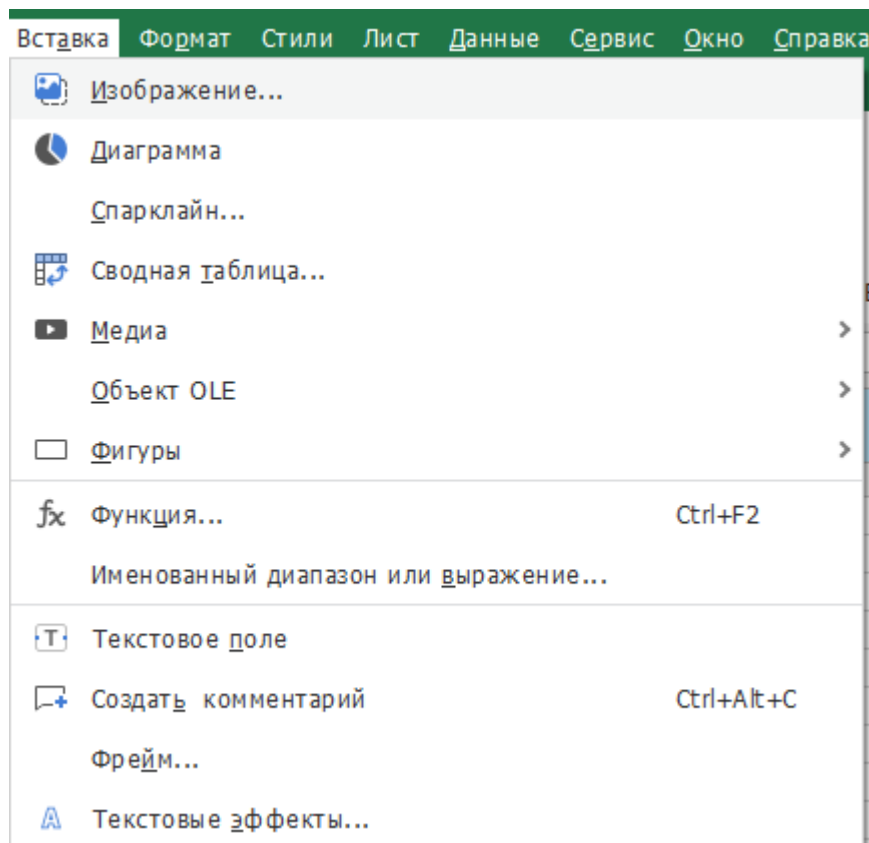 Вставка Формат Стили Лист Данные Сервис Окно Справка
Изображение...
Диаграмма
Спарклайн...
Сводная таблица...
Медиа
Объект OLE
Фигуры
Функция... Ctrl+F2
Именованный диапазон или выражение...
Текстовое поле
Создать комментарий Ctrl+Alt+C
Фрейм...
Текстовые эффекты...